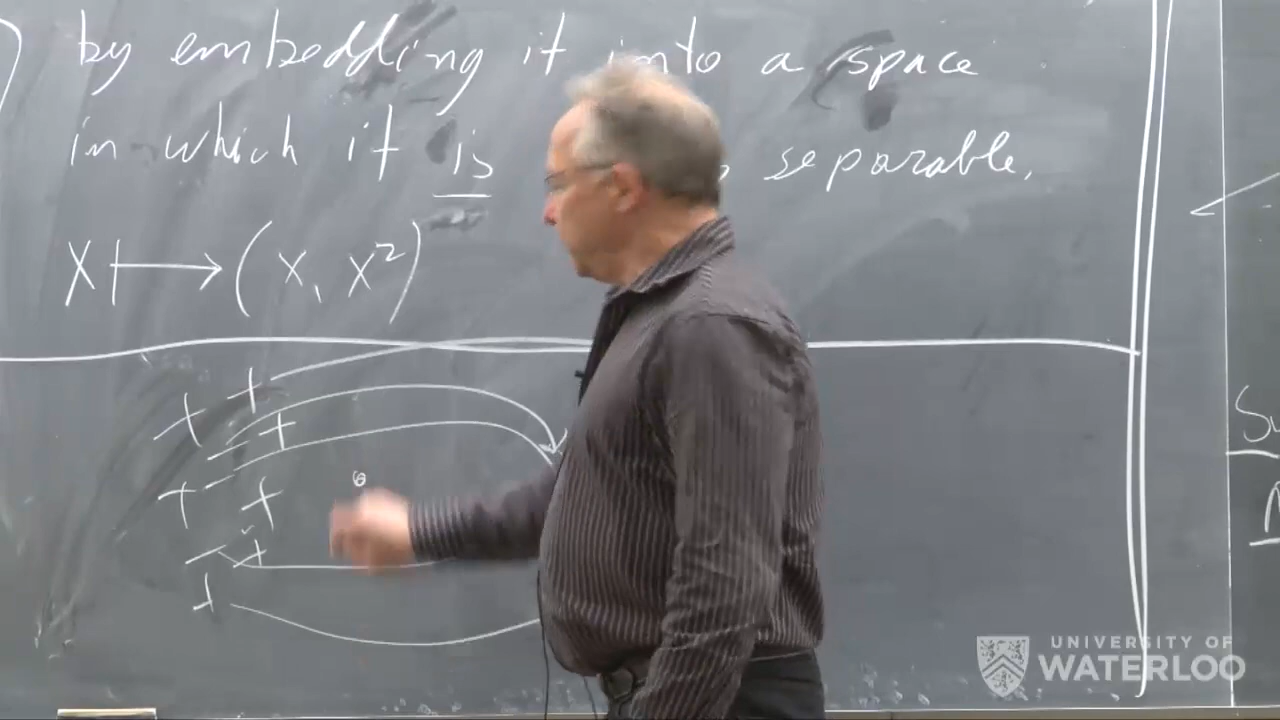 by embedding it into a space
in which it is separable.
X ↦ (x, x²)
+ +
+
-
+ - +
- +
+
UNIVERSITY OF
WATERLOO